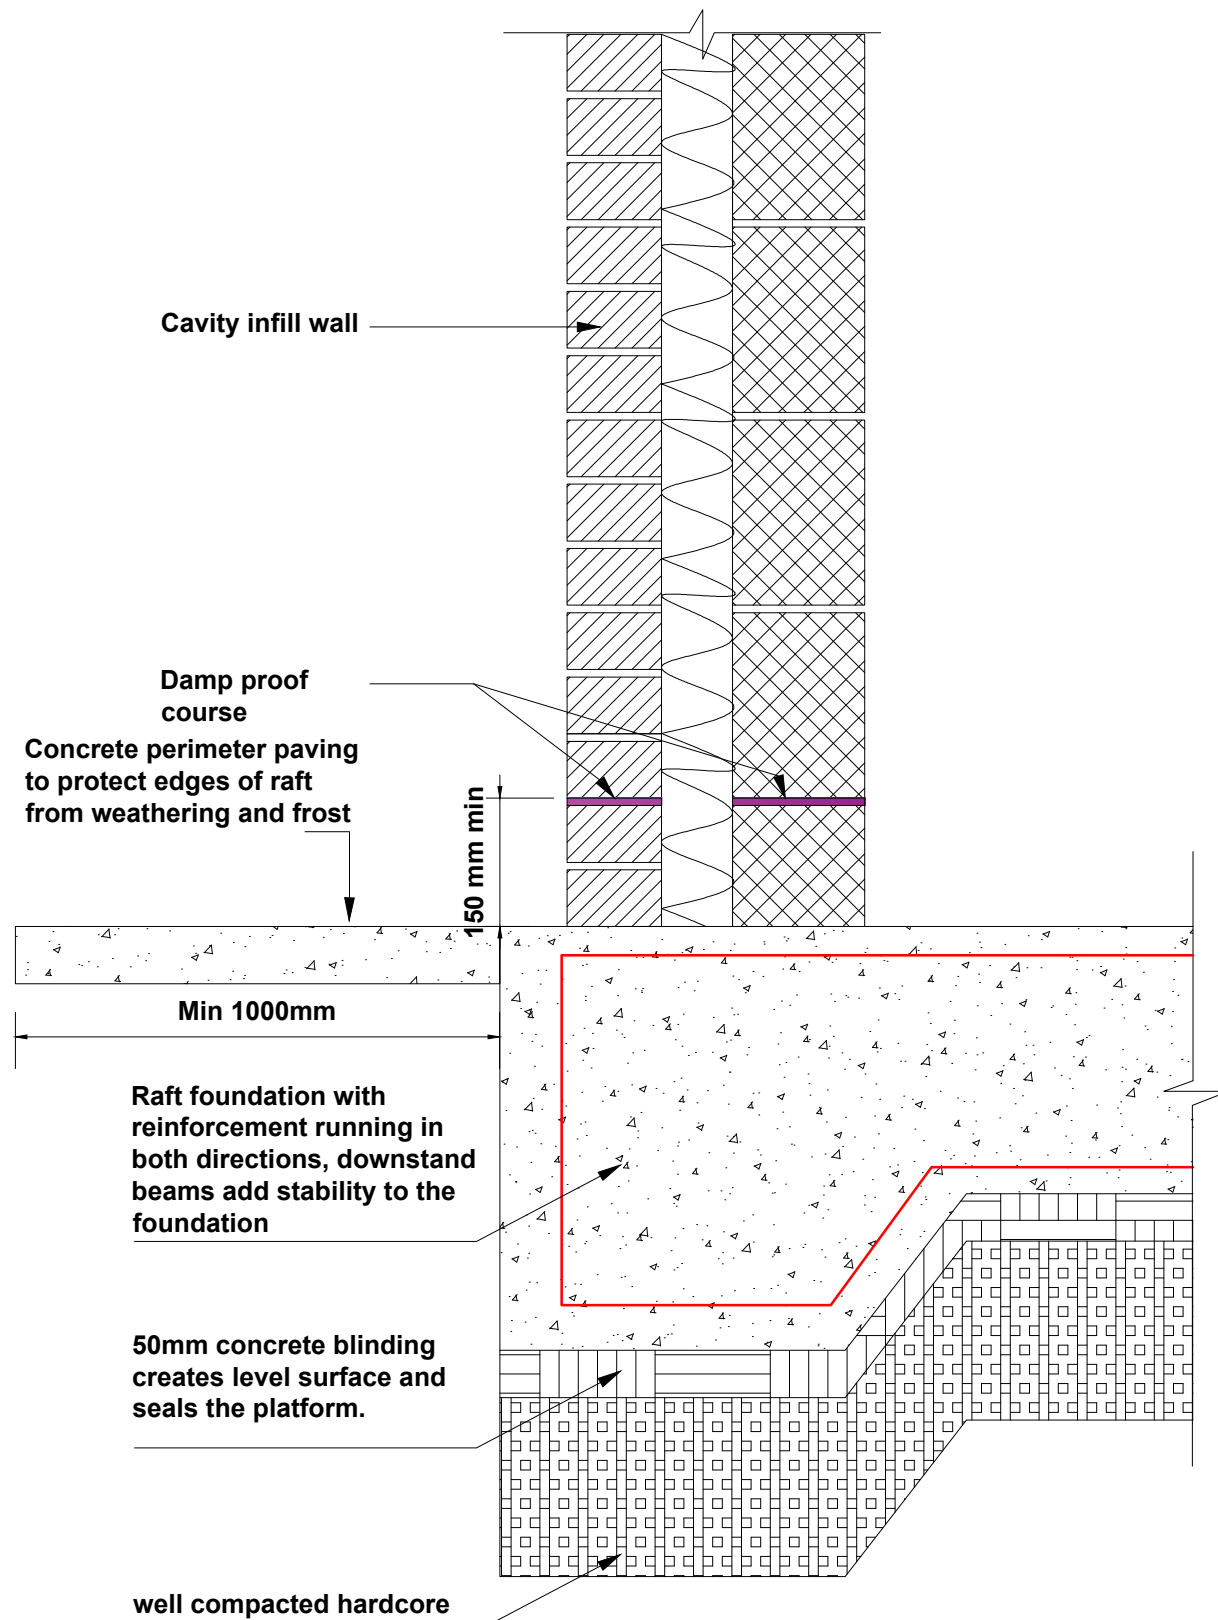 Cavity infill wall
Damp proof
course
Concrete perimeter paving
to protect edges of raft
from weathering and frost
150 mm min
Min 1000mm
Raft foundation with
reinforcement running in
both directions, downstand
beams add stability to the
foundation
50mm concrete blinding
creates level surface and
seals the platform.
well compacted hardcore